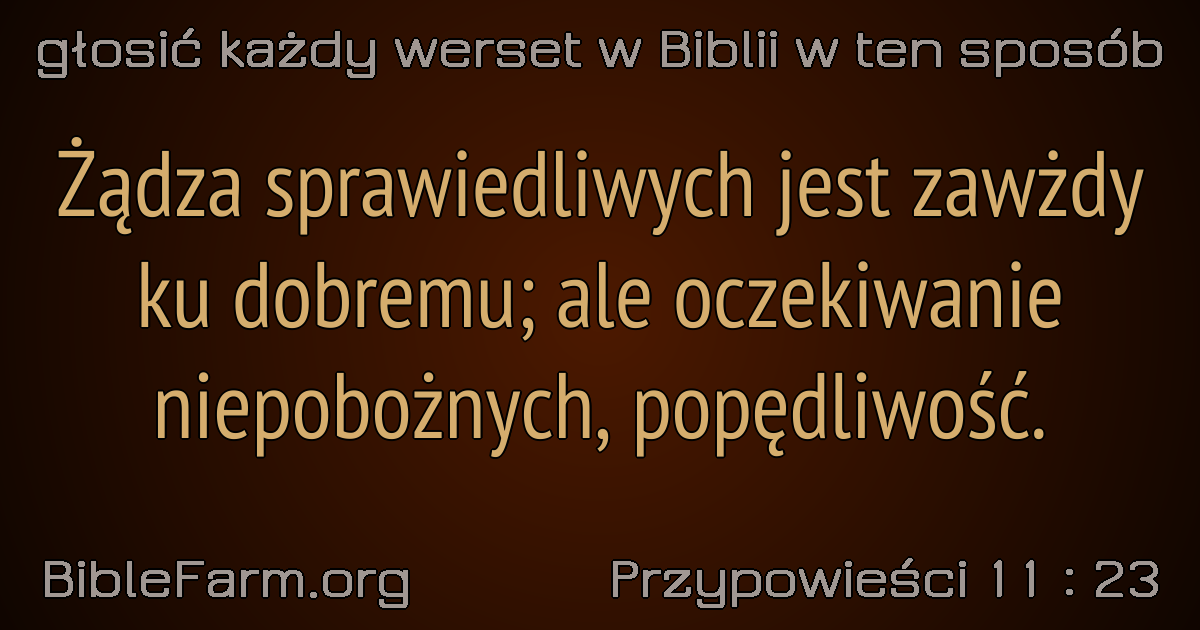 głosić każdy werset w Biblii w ten sposób
Żądza sprawiedliwych jest zawżdy
ku dobremu; ale oczekiwanie
niepobożnych, popędliwość.
BibleFarm.org
Przypowieści 11 : 23